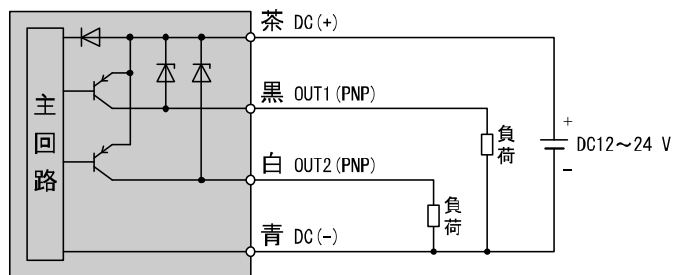 茶 DC(+)
主回路
黒 OUT1(PNP)
負荷
+
DC12～24 V
−
白 OUT2(PNP)
負荷
青 DC(−)